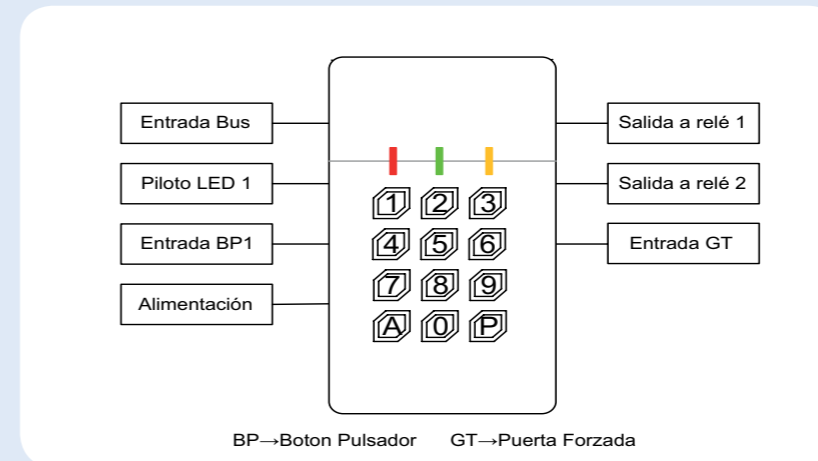 Entrada Bus
Salida a relé 1
Piloto LED 1
Salida a relé 2
1 2 3
Entrada BP1
Entrada GT
4 5 6
Alimentación
7 8 9
A 0 P
BP→Boton Pulsador GT→Puerta Forzada